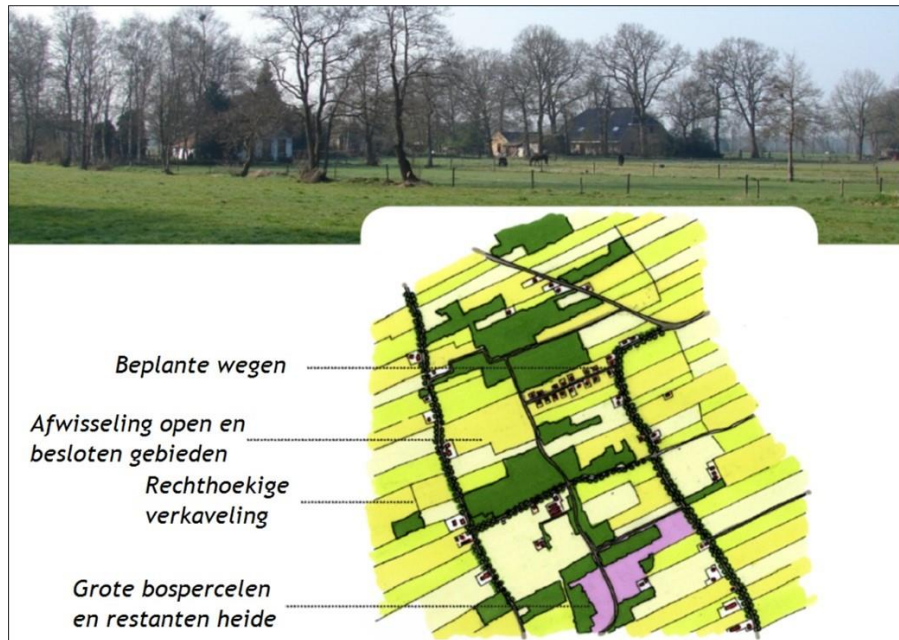 Beplante wegen
Afwisseling open en
besloten gebieden
Rechthoekige
verkaveling
Grote bospercelen
en restanten heide